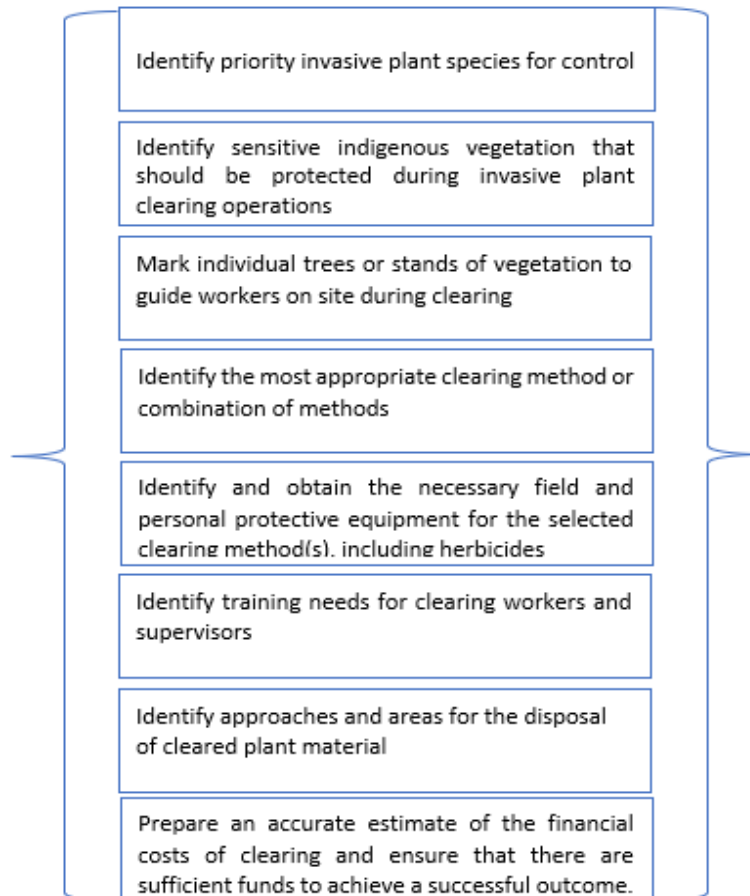 Identify priority invasive plant species for control
Identify sensitive indigenous vegetation that
should be protected during invasive plant
clearing operations
Mark individual trees or stands of vegetation to
guide workers on site during clearing
Identify the most appropriate clearing method or
combination of methods
Identify and obtain the necessary field and
personal protective equipment for the selected
clearing method(s). including herbicides
Identify training needs for clearing workers and
supervisors
Identify approaches and areas for the disposal
of cleared plant material
Prepare an accurate estimate of the financial
costs of clearing and ensure that there are
sufficient funds to achieve a successful outcome.